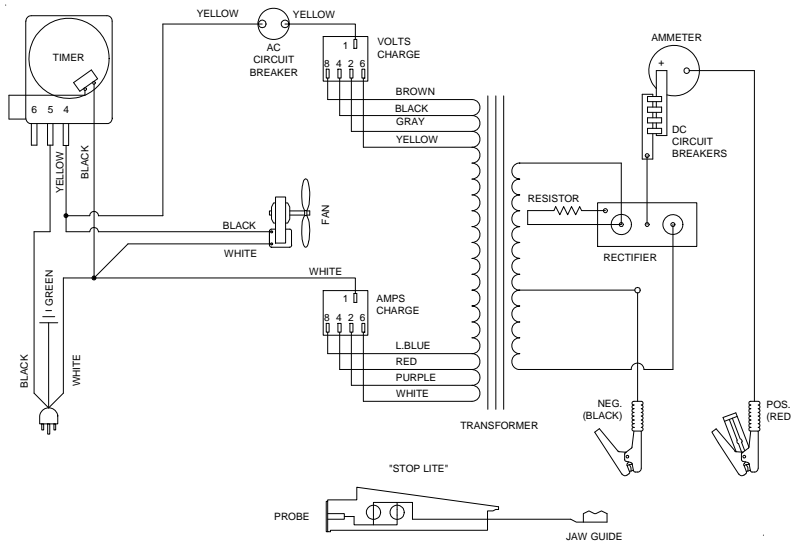 YELLOW
YELLOW
TIMER
AC
CIRCUIT
BREAKER
1
8 4 2 6
VOLTS
CHARGE
AMMETER
+
6 5 4
YELLOW
BLACK
BROWN
BLACK
GRAY
YELLOW
DC
CIRCUIT
BREAKERS
RESISTOR
RECTIFIER
BLACK
WHITE
FAN
WHITE
GREEN
1
8 4 2 6
AMPS
CHARGE
L.BLUE
RED
PURPLE
WHITE
BLACK
WHITE
TRANSFORMER
NEG.
(BLACK)
POS.
(RED
"STOP LITE"
PROBE
JAW GUIDE